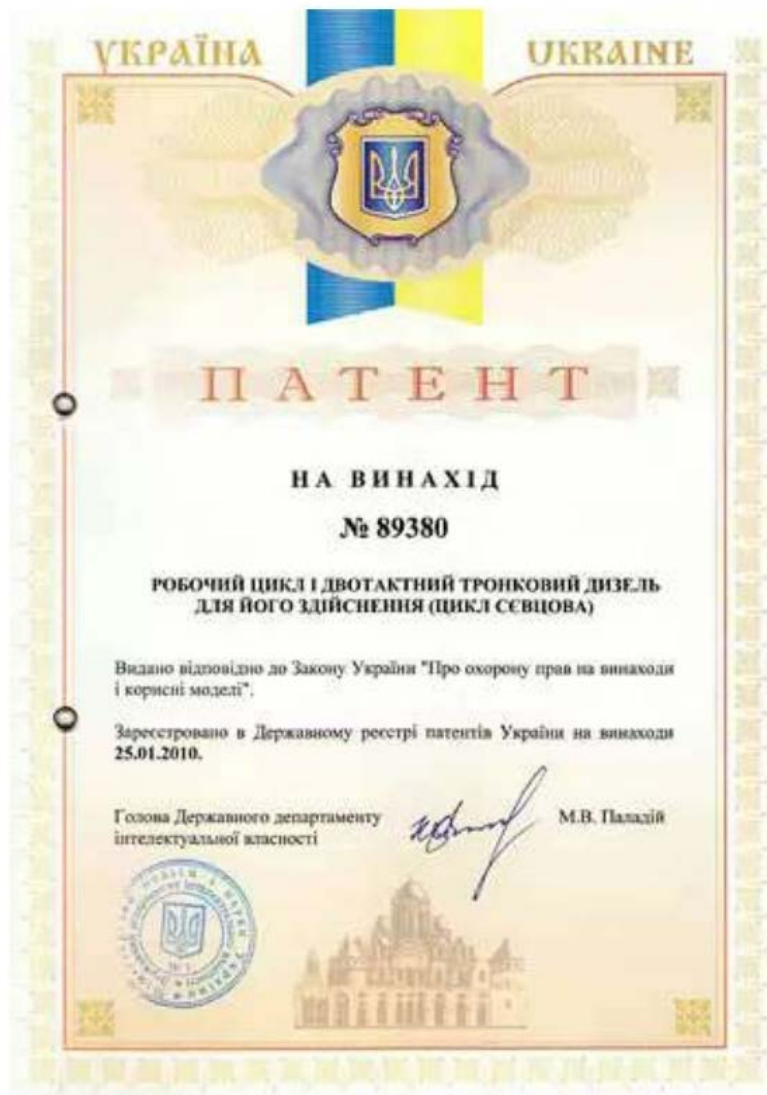 УКРАЇНА UKRAINE
ПАТЕНТ
НА ВИНАХІД
№ 89380
РОБОЧИЙ ЦИКЛ І ДВОТАКТНИЙ ТРОНКОВИЙ ДИЗЕЛЬ
ДЛЯ ЙОГО ЗДІЙСНЕННЯ (ЦИКЛ СЄВЦОВА)
Видано відповідно до Закону України "Про охорону прав на винаходи
і корисні моделі".
Зареєстровано в Державному реєстрі патентів України на винаходи
25.01.2010.
Голова Державного департаменту
інтелектуальної власності
М.В. Паладій